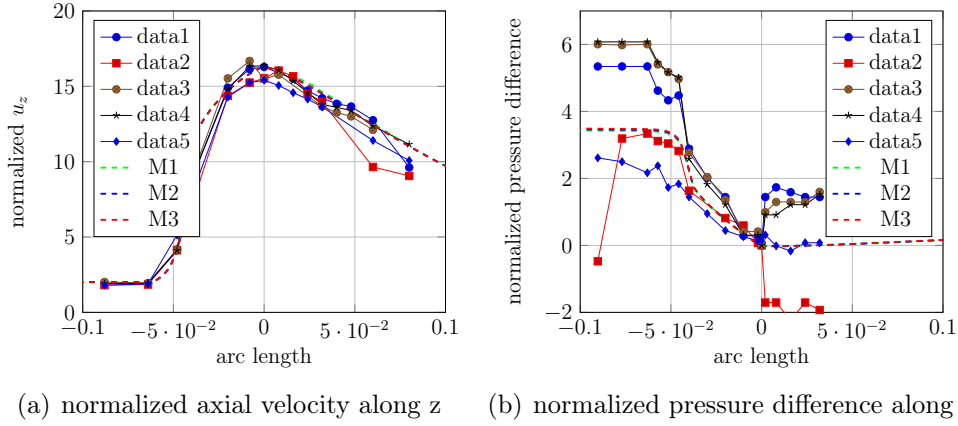 20
15
10
5
0
normalized u_z
data1
data2
data3
data4
data5
M1
M2
M3
−0.1
−5·10⁻²
0
5·10⁻²
0.1
arc length
(a) normalized axial velocity along z
6
4
2
0
−2
normalized pressure difference
data1
data2
data3
data4
data5
M1
M2
M3
−0.1
−5·10⁻²
0
5·10⁻²
0.1
arc length
(b) normalized pressure difference along